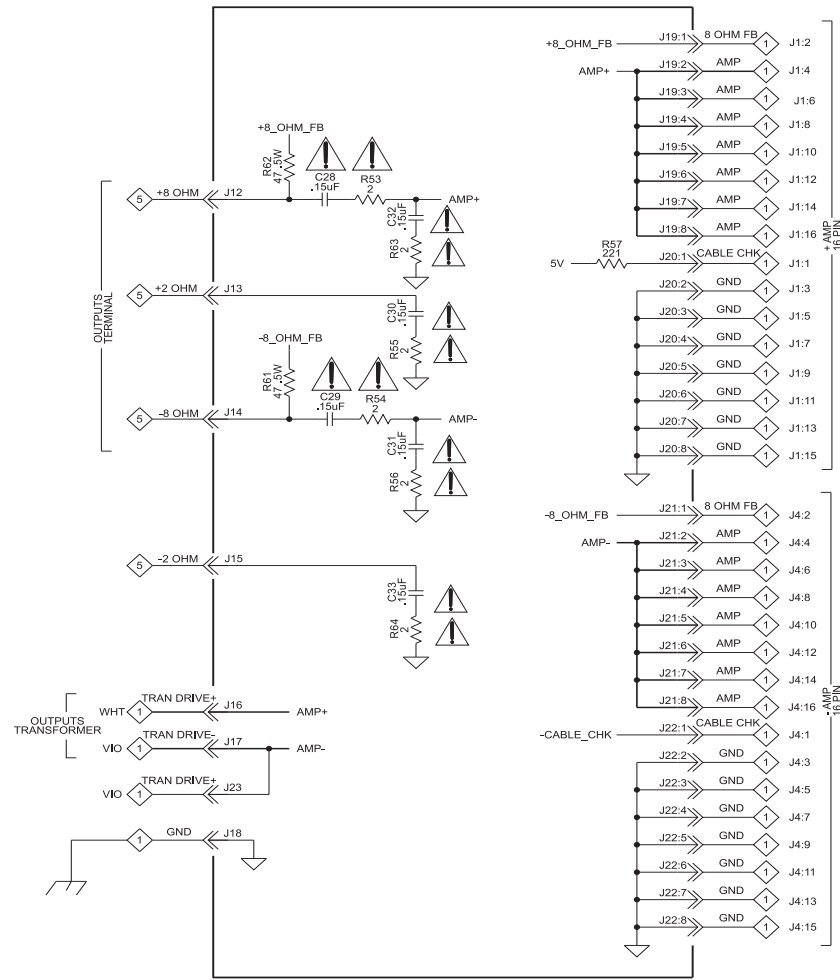 +8_OHM_FB
R62
47 .5W
C28
.15uF
R53
2
5
+8 OHM
J12
AMP+
C32
.15uF
R63
2
OUTPUTS
TERMINAL
5
+2 OHM
J13
C30
.15uF
R55
2
-8_OHM_FB
R61
47 .5W
C29
.15uF
R54
2
5
-8 OHM
J14
AMP-
C31
.15uF
R56
2
5
-2 OHM
J15
C33
.15uF
R64
2
OUTPUTS
TRANSFORMER
WHT
1
TRAN DRIVE+
J16
AMP+
VIO
1
TRAN DRIVE-
J17
AMP-
VIO
1
TRAN DRIVE+
J23
1
GND
J18
+8_OHM_FB
J19:1
8 OHM FB
1
J1:2
AMP+
J19:2
AMP
1
J1:4
J19:3
AMP
1
J1:6
J19:4
AMP
1
J1:8
J19:5
AMP
1
J1:10
J19:6
AMP
1
J1:12
J19:7
AMP
1
J1:14
J19:8
AMP
1
J1:16
5V
R57
221
J20:1
CABLE CHK
1
J1:1
J20:2
GND
1
J1:3
J20:3
GND
1
J1:5
J20:4
GND
1
J1:7
J20:5
GND
1
J1:9
J20:6
GND
1
J1:11
J20:7
GND
1
J1:13
J20:8
GND
1
J1:15
+ AMP
16 PIN
-8_OHM_FB
J21:1
8 OHM FB
1
J4:2
AMP-
J21:2
AMP
1
J4:4
J21:3
AMP
1
J4:6
J21:4
AMP
1
J4:8
J21:5
AMP
1
J4:10
J21:6
AMP
1
J4:12
J21:7
AMP
1
J4:14
J21:8
AMP
1
J4:16
-CABLE_CHK
J22:1
CABLE CHK
1
J4:1
J22:2
GND
1
J4:3
J22:3
GND
1
J4:5
J22:4
GND
1
J4:7
J22:5
GND
1
J4:9
J22:6
GND
1
J4:11
J22:7
GND
1
J4:13
J22:8
GND
1
J4:15
- AMP
16 PIN